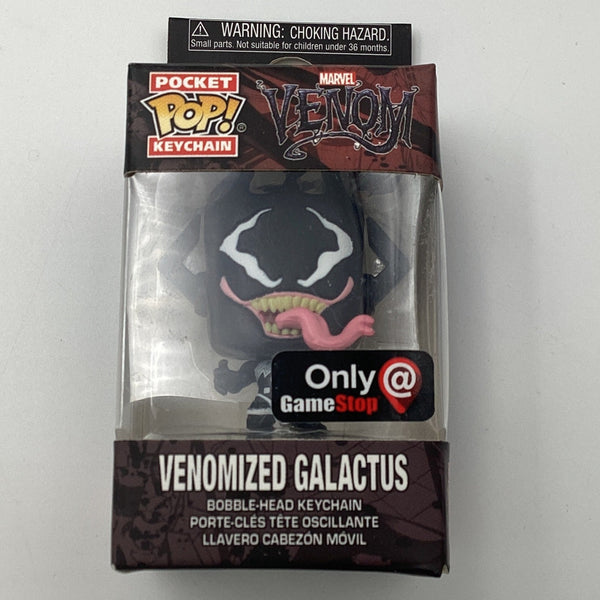 ⚠ WARNING: CHOKING HAZARD.
Small parts. Not suitable for children under 36 months.
POCKET
POP!®
KEYCHAIN
MARVEL
VENOM
Only @
GameStop
VENOMIZED GALACTUS
BOBBLE-HEAD KEYCHAIN
PORTE-CLÉS TÊTE OSCILLANTE
LLAVERO CABEZÓN MÓVIL